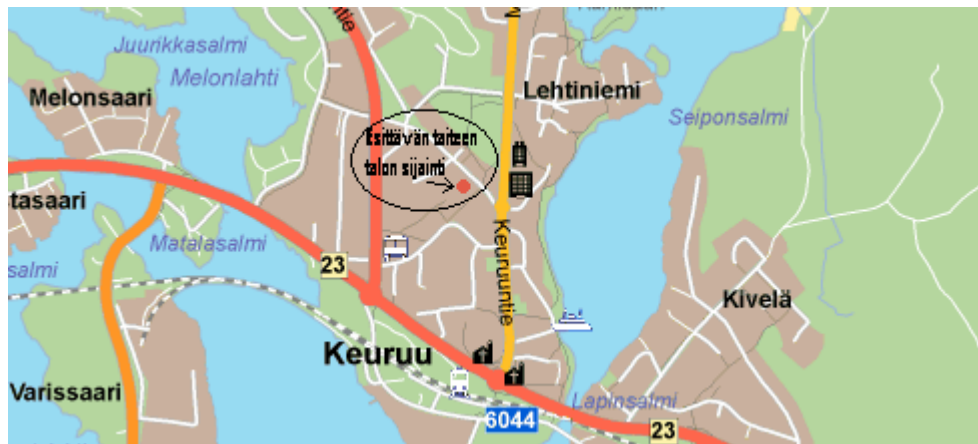 Juurikkasalmi
Melonlahti
Melonsaari
Lehtiniemi
Seiponsalmi
Esittävän taiteen
talon sijainti
tasaari
Matalasalmi
salmi
23
Keuruuntie
Kivelä
Keuruu
Varissaari
Lapinsalmi
6044
23